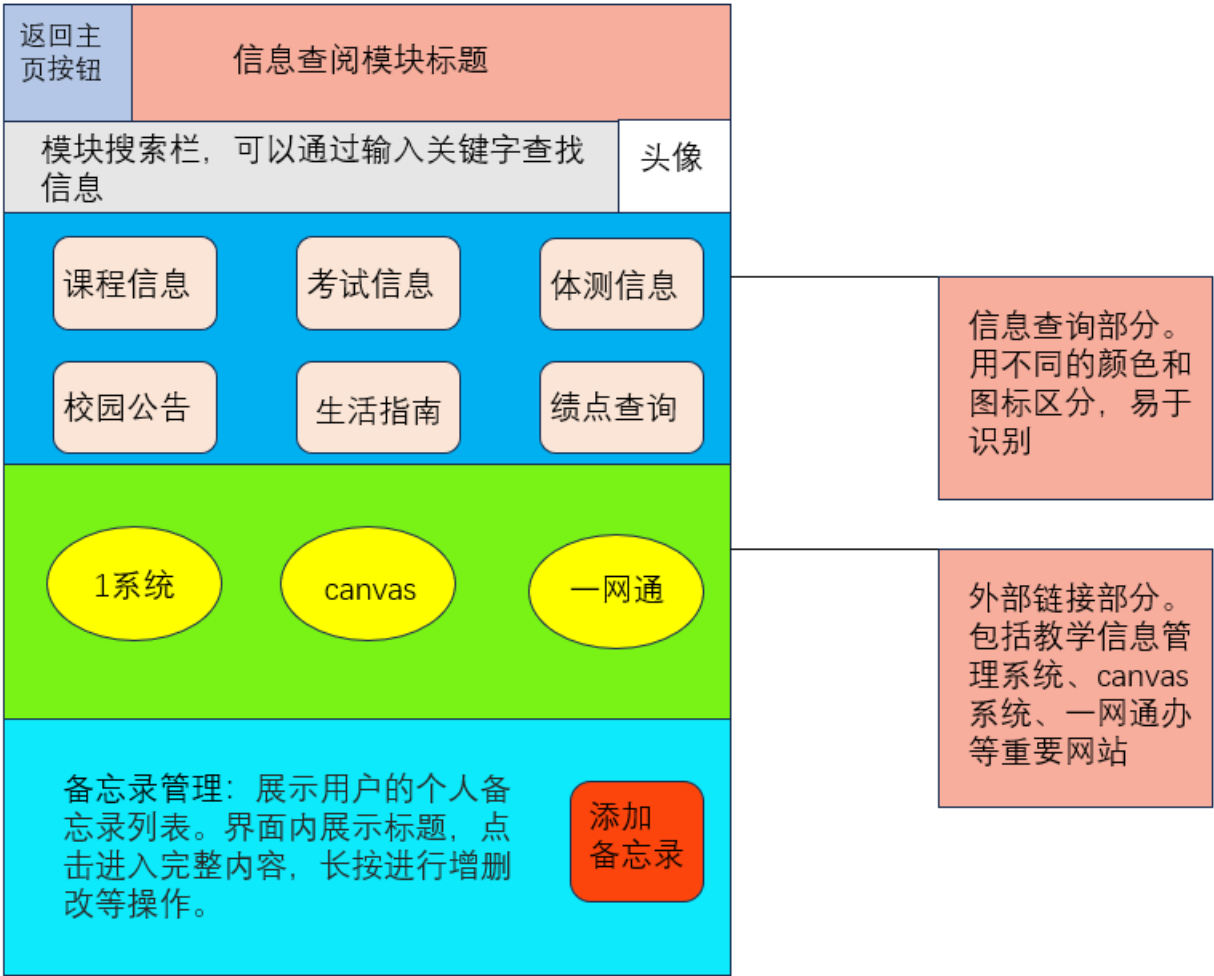 返回主
页按钮
信息查阅模块标题
模块搜索栏，可以通过输入关键字查找
信息
头像
课程信息
考试信息
体测信息
校园公告
生活指南
绩点查询
信息查询部分。
用不同的颜色和
图标区分，易于
识别
1系统
canvas
一网通
外部链接部分。
包括教学信息管
理系统、canvas
系统、一网通办
等重要网站
备忘录管理：展示用户的个人备
忘录列表。界面内展示标题，点
击进入完整内容，长按进行增删
改等操作。
添加
备忘录